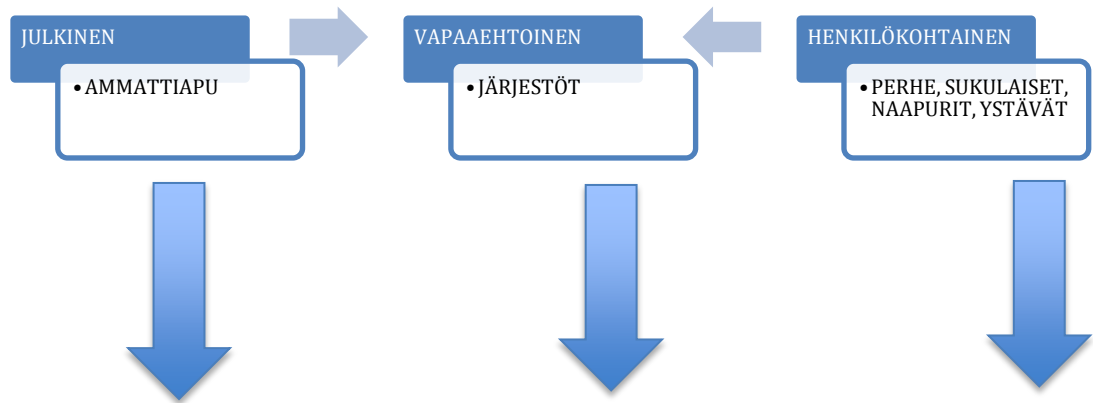 JULKINEN
• AMMATTIAPU
VAPAAEHTOINEN
• JÄRJESTÖT
HENKILÖKOHTAINEN
• PERHE, SUKULAISET,
NAAPURIT, YSTÄVÄT